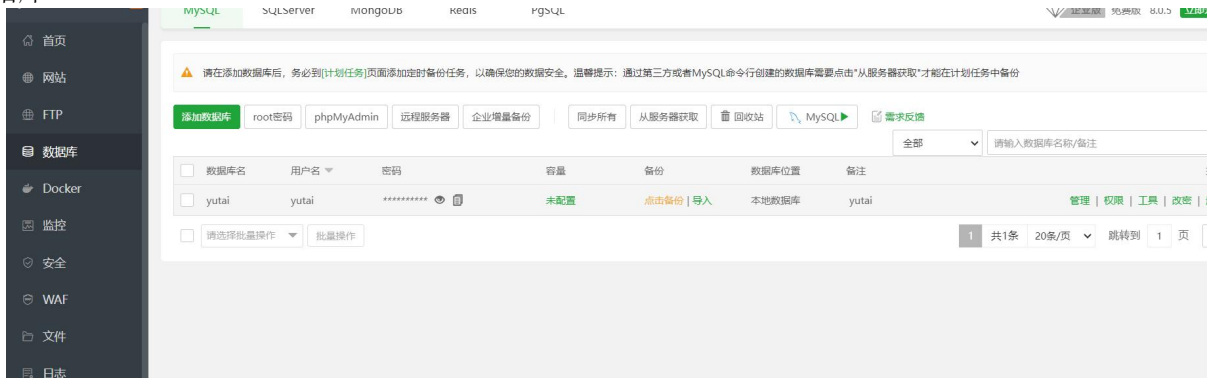 MySQL SQLServer MongoDB Redis PgSQL 企业版 免费版 8.0.5
首页
网站
FTP
数据库
Docker
监控
安全
WAF
文件
日志
请在添加数据库后，务必到[计划任务]页面添加定时备份任务，以确保您的数据安全。温馨提示：通过第三方或者MySQL命令行创建的数据库需要点击"从服务器获取"才能在计划任务中备份
添加数据库 root密码 phpMyAdmin 远程服务器 企业增量备份 同步所有 从服务器获取 回收站 MySQL 需求反馈
全部 请输入数据库名称/备注
数据库名 用户名 密码 容量 备份 数据库位置 备注
yutai yutai ********** 未配置 点击备份 | 导入 本地数据库 yutai 管理 | 权限 | 工具 | 改密 |
请选择批量操作 批量操作 1 共1条 20条/页 跳转到 1 页